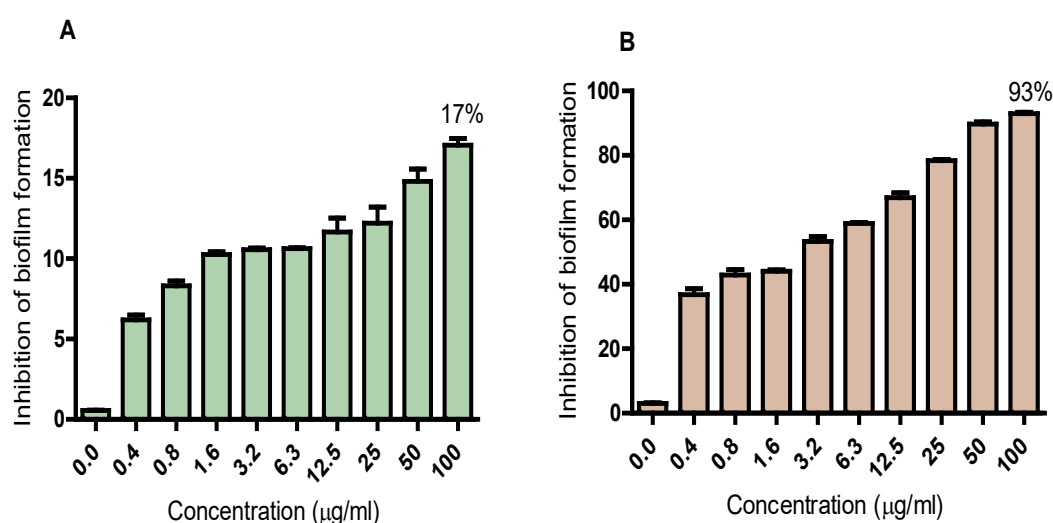 A
Inhibition of biofilm formation
20
15
10
5
0
17%
0.0 0.4 0.8 1.6 3.2 6.3 12.5 25 50 100
Concentration (µg/ml)
B
Inhibition of biofilm formation
100
80
60
40
20
0
93%
0.0 0.4 0.8 1.6 3.2 6.3 12.5 25 50 100
Concentration (µg/ml)